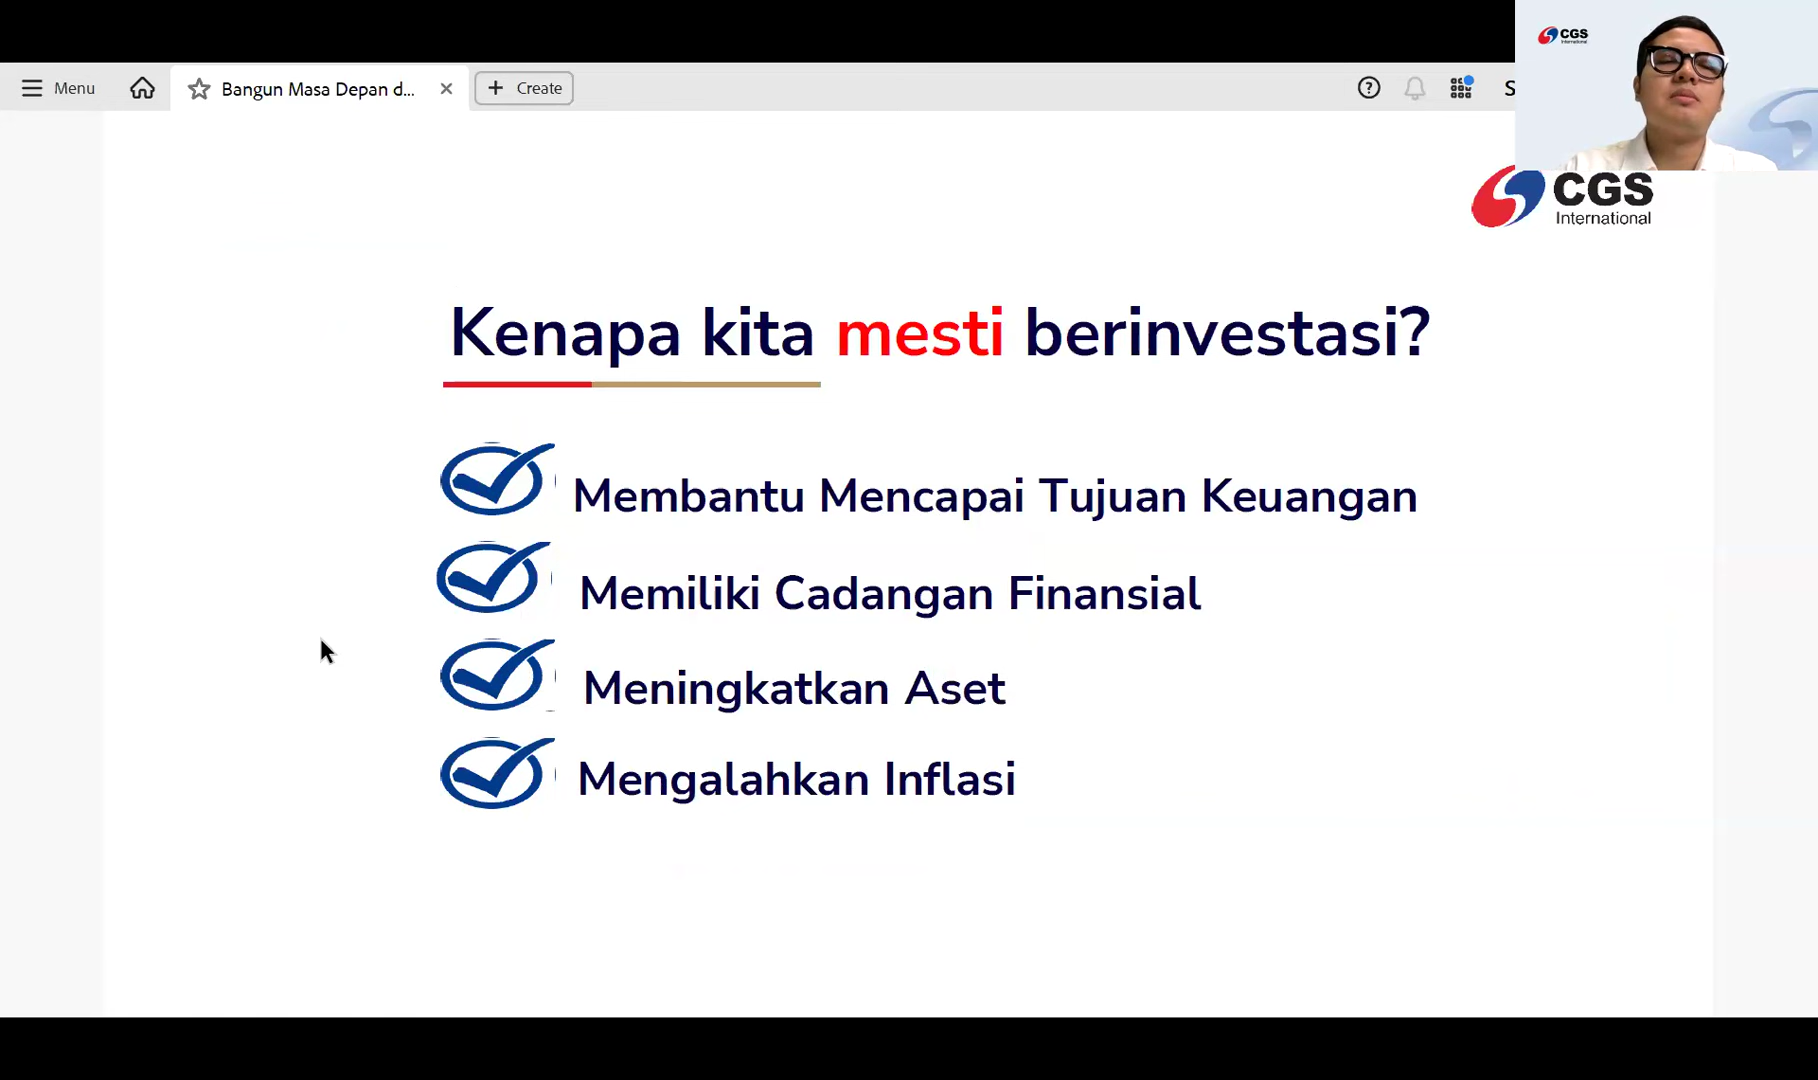 CGS
International
Menu
Bangun Masa Depan d...
Create
S
CGS
International
Kenapa kita mesti berinvestasi?
Membantu Mencapai Tujuan Keuangan
Memiliki Cadangan Finansial
Meningkatkan Aset
Mengalahkan Inflasi